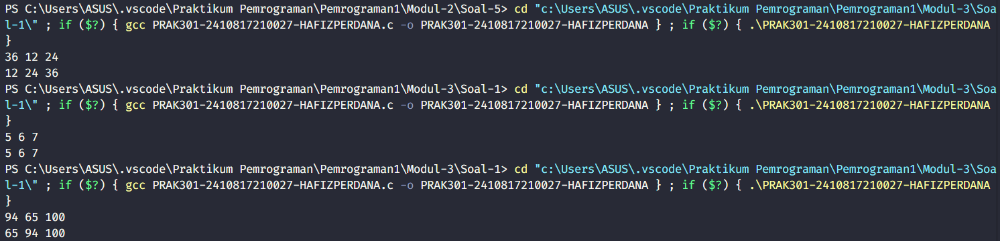 PS C:\Users\ASUS\.vscode\Praktikum Pemrograman\Pemrograman1\Modul-2\Soal-5> cd "c:\Users\ASUS\.vscode\Praktikum Pemrograman\Pemrograman1\Modul-3\Soa
l-1\" ; if ($?) { gcc PRAK301-2410817210027-HAFIZPERDANA.c -o PRAK301-2410817210027-HAFIZPERDANA } ; if ($?) { .\PRAK301-2410817210027-HAFIZPERDANA
}
36 12 24
12 24 36
PS C:\Users\ASUS\.vscode\Praktikum Pemrograman\Pemrograman1\Modul-3\Soal-1> cd "c:\Users\ASUS\.vscode\Praktikum Pemrograman\Pemrograman1\Modul-3\Soa
l-1\" ; if ($?) { gcc PRAK301-2410817210027-HAFIZPERDANA.c -o PRAK301-2410817210027-HAFIZPERDANA } ; if ($?) { .\PRAK301-2410817210027-HAFIZPERDANA
}
5 6 7
5 6 7
PS C:\Users\ASUS\.vscode\Praktikum Pemrograman\Pemrograman1\Modul-3\Soal-1> cd "c:\Users\ASUS\.vscode\Praktikum Pemrograman\Pemrograman1\Modul-3\Soa
l-1\" ; if ($?) { gcc PRAK301-2410817210027-HAFIZPERDANA.c -o PRAK301-2410817210027-HAFIZPERDANA } ; if ($?) { .\PRAK301-2410817210027-HAFIZPERDANA
}
94 65 100
65 94 100